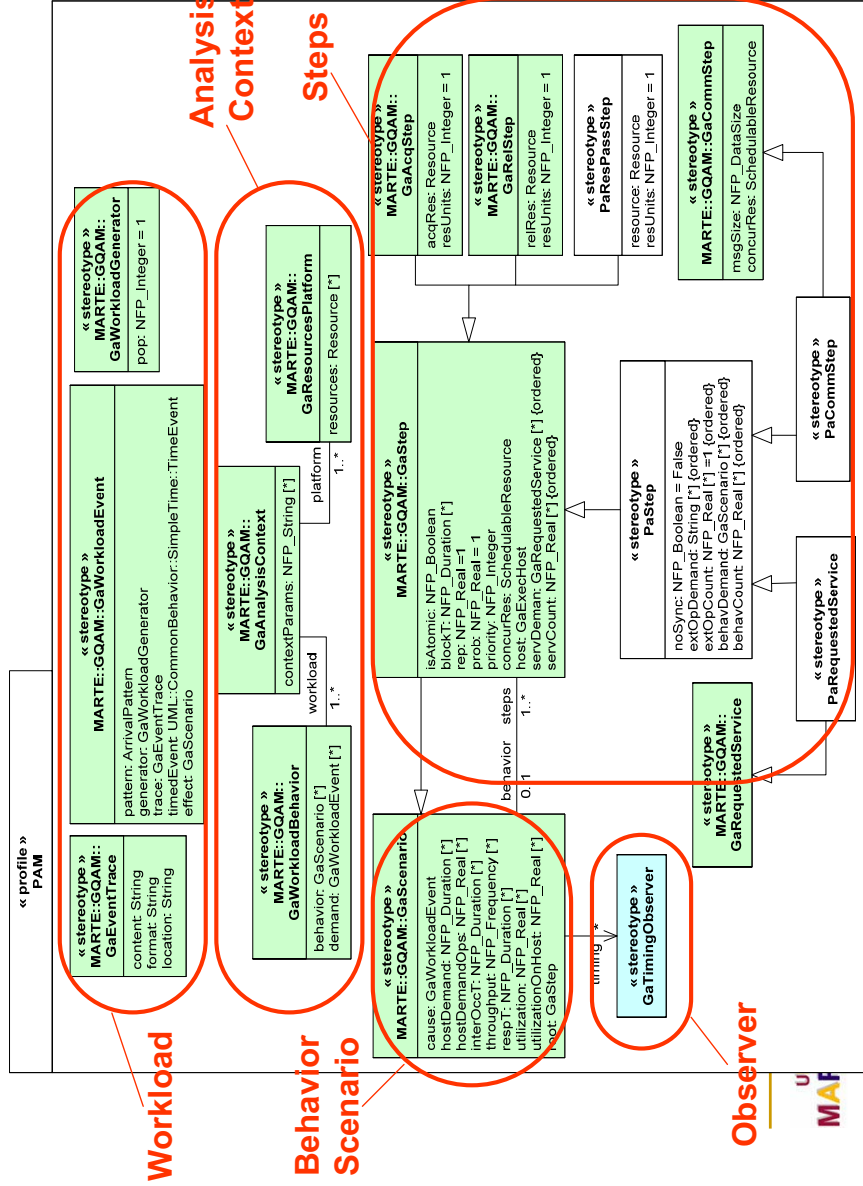 « profile »
PAM
Workload
« stereotype »
MARTE::GQAM::
GaEventTrace
content: String
format: String
location: String
« stereotype »
MARTE::GQAM::GaWorkloadEvent
pattern: ArrivalPattern
generator: GaWorkloadGenerator
trace: GaEventTrace
timedEvent: UML::CommonBehavior::SimpleTime::TimeEvent
effect: GaScenario
« stereotype »
MARTE::GQAM::
GaWorkloadGenerator
pop: NFP_Integer = 1
Analysis
Context
« stereotype »
MARTE::GQAM::
GaWorkloadBehavior
behavior: GaScenario [*]
demand: GaWorkloadEvent [*]
workload
1..*
« stereotype »
MARTE::GQAM::
GaAnalysisContext
contextParams: NFP_String [*]
platform
1..*
« stereotype »
MARTE::GQAM::
GaResourcesPlatform
resources: Resource [*]
Behavior
Scenario
« stereotype »
MARTE::GQAM::GaScenario
cause: GaWorkloadEvent
hostDemand: NFP_Duration [*]
hostDemandOps: NFP_Real [*]
interOccT: NFP_Duration [*]
throughput: NFP_Frequency [*]
respT: NFP_Duration [*]
utilization: NFP_Real [*]
utilizationOnHost: NFP_Real [*]
root: GaStep
behavior
0..1
steps
1..*
« stereotype »
MARTE::GQAM::GaStep
isAtomic: NFP_Boolean
blockT: NFP_Duration [*]
rep: NFP_Real =1
prob: NFP_Real = 1
priority: NFP_Integer
concurRes: SchedulableResource
host: GaExecHost
servDeman: GaRequestedService [*] {ordered}
servCount: NFP_Real [*] {ordered}
Steps
« stereotype »
MARTE::GQAM::
GaAcqStep
acqRes: Resource
resUnits: NFP_Integer = 1
« stereotype »
MARTE::GQAM::
GaRelStep
relRes: Resource
resUnits: NFP_Integer = 1
« stereotype »
PaResPassStep
resource: Resource
resUnits: NFP_Integer = 1
Observer
timing
*
« stereotype »
GaTimingObserver
« stereotype »
MARTE::GQAM::
GaRequestedService
« stereotype »
PaStep
noSync: NFP_Boolean = False
extOpDemand: String [*] {ordered}
extOpCount: NFP_Real [*] =1 {ordered}
behavDemand: GaScenario [*] {ordered}
behavCount: NFP_Real [*] {ordered}
« stereotype »
MARTE::GQAM::GaCommStep
msgSize: NFP_DataSize
concurRes: SchedulableResource
« stereotype »
PaRequestedService
« stereotype »
PaCommStep